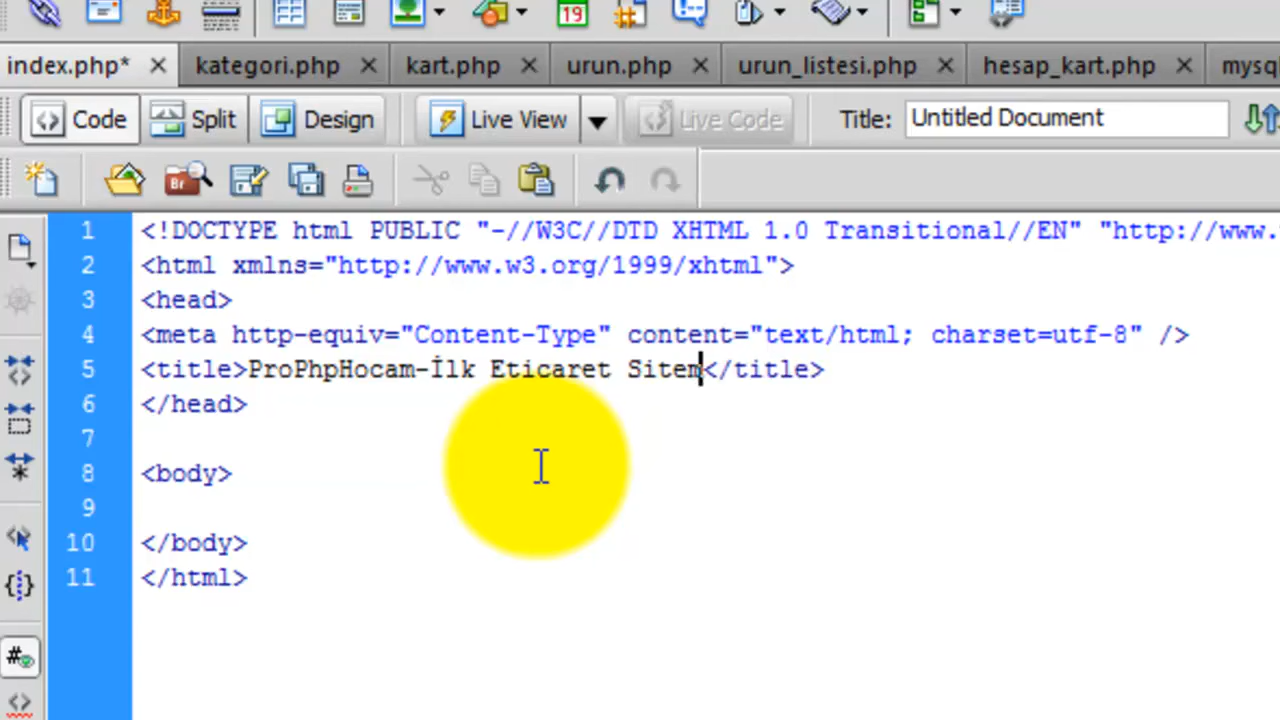 19
index.php* kategori.php kart.php urun.php urun_listesi.php hesap_kart.php mysql
Code Split Design Live View Live Code Title: Untitled Document
Br
1 <!DOCTYPE html PUBLIC "-//W3C//DTD XHTML 1.0 Transitional//EN" "http://www.
2 <html xmlns="http://www.w3.org/1999/xhtml">
3 <head>
4 <meta http-equiv="Content-Type" content="text/html; charset=utf-8" />
5 <title>ProPhpHocam-İlk Eticaret Sitem</title>
6 </head>
7
8 <body>
9
10 </body>
11 </html>